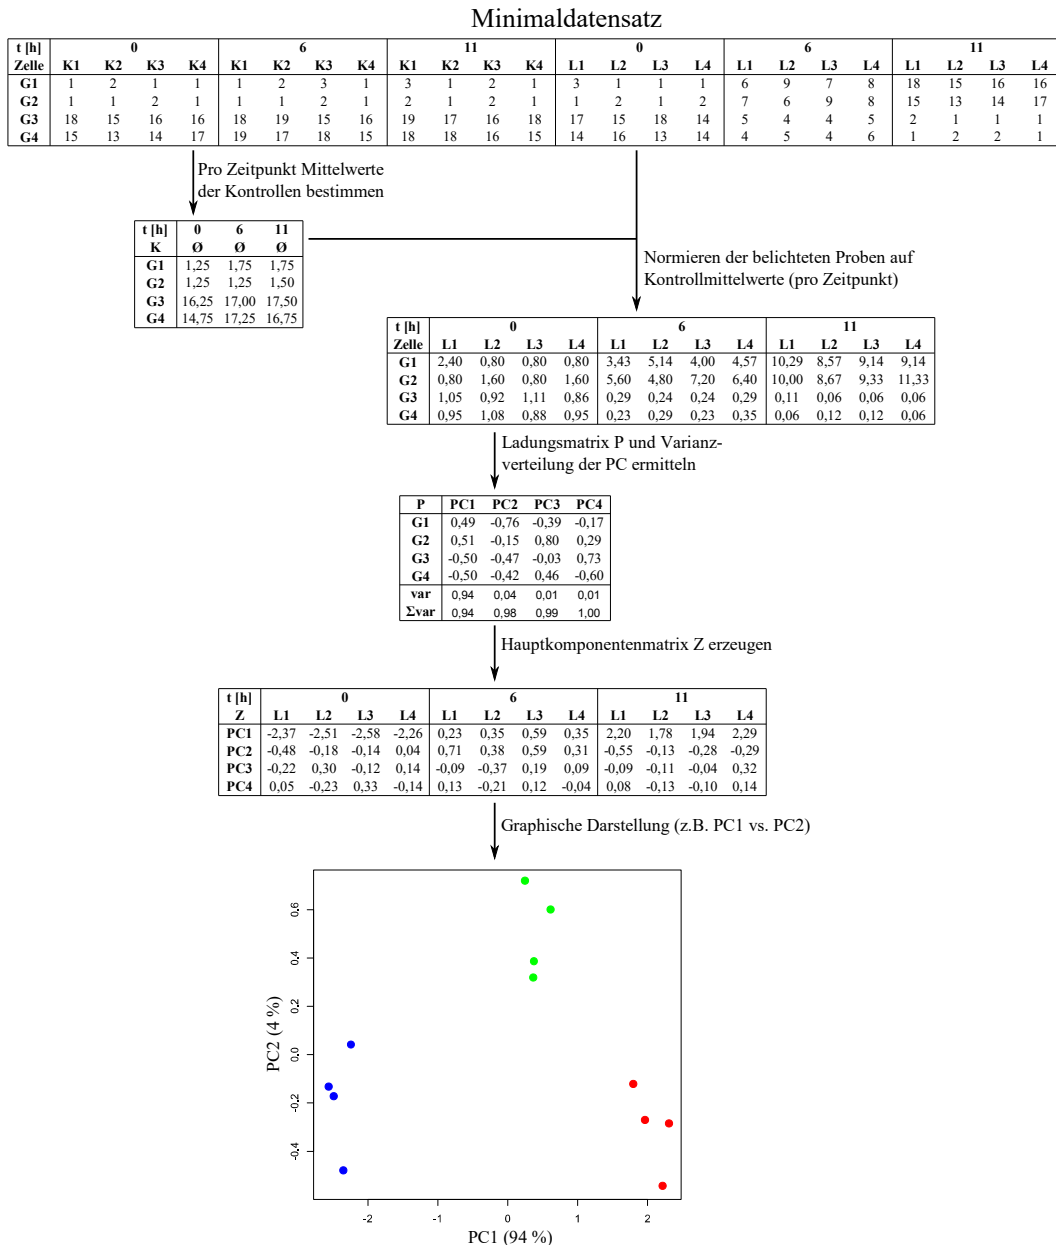 Minimaldatensatz
t [h] 0 6 11 0 6 11
Zelle K1 K2 K3 K4 K1 K2 K3 K4 K1 K2 K3 K4 L1 L2 L3 L4 L1 L2 L3 L4 L1 L2 L3 L4
G1 1 2 1 1 1 2 3 1 3 1 2 1 3 1 1 1 6 9 7 8 18 15 16 16
G2 1 1 2 1 1 1 2 1 2 1 2 1 1 2 1 2 7 6 9 8 15 13 14 17
G3 18 15 16 16 18 19 15 16 19 17 16 18 17 15 18 14 5 4 4 5 2 1 1 1
G4 15 13 14 17 19 17 18 15 18 18 16 15 14 16 13 14 4 5 4 6 1 2 2 1
Pro Zeitpunkt Mittelwerte
der Kontrollen bestimmen
t [h] 0 6 11
K Ø Ø Ø
G1 1,25 1,75 1,75
G2 1,25 1,25 1,50
G3 16,25 17,00 17,50
G4 14,75 17,25 16,75
Normieren der belichteten Proben auf
Kontrollmittelwerte (pro Zeitpunkt)
t [h] 0 6 11
Zelle L1 L2 L3 L4 L1 L2 L3 L4 L1 L2 L3 L4
G1 2,40 0,80 0,80 0,80 3,43 5,14 4,00 4,57 10,29 8,57 9,14 9,14
G2 0,80 1,60 0,80 1,60 5,60 4,80 7,20 6,40 10,00 8,67 9,33 11,33
G3 1,05 0,92 1,11 0,86 0,29 0,24 0,24 0,29 0,11 0,06 0,06 0,06
G4 0,95 1,08 0,88 0,95 0,23 0,29 0,23 0,35 0,06 0,12 0,12 0,06
Ladungsmatrix P und Varianz-
verteilung der PC ermitteln
P PC1 PC2 PC3 PC4
G1 0,49 -0,76 -0,39 -0,17
G2 0,51 -0,15 0,80 0,29
G3 -0,50 -0,47 -0,03 0,73
G4 -0,50 -0,42 0,46 -0,60
var 0,94 0,04 0,01 0,01
Σvar 0,94 0,98 0,99 1,00
Hauptkomponentenmatrix Z erzeugen
t [h] 0 6 11
Z L1 L2 L3 L4 L1 L2 L3 L4 L1 L2 L3 L4
PC1 -2,37 -2,51 -2,58 -2,26 0,23 0,35 0,59 0,35 2,20 1,78 1,94 2,29
PC2 -0,48 -0,18 -0,14 0,04 0,71 0,38 0,59 0,31 -0,55 -0,13 -0,28 -0,29
PC3 -0,22 0,30 -0,12 0,14 -0,09 -0,37 0,19 0,09 -0,09 -0,11 -0,04 0,32
PC4 0,05 -0,23 0,33 -0,14 0,13 -0,21 0,12 -0,04 0,08 -0,13 -0,10 0,14
Graphische Darstellung (z.B. PC1 vs. PC2)
0.6
0.4
0.2
0.0
-0.2
-0.4
PC2 (4 %)
-2 -1 0 1 2
PC1 (94 %)